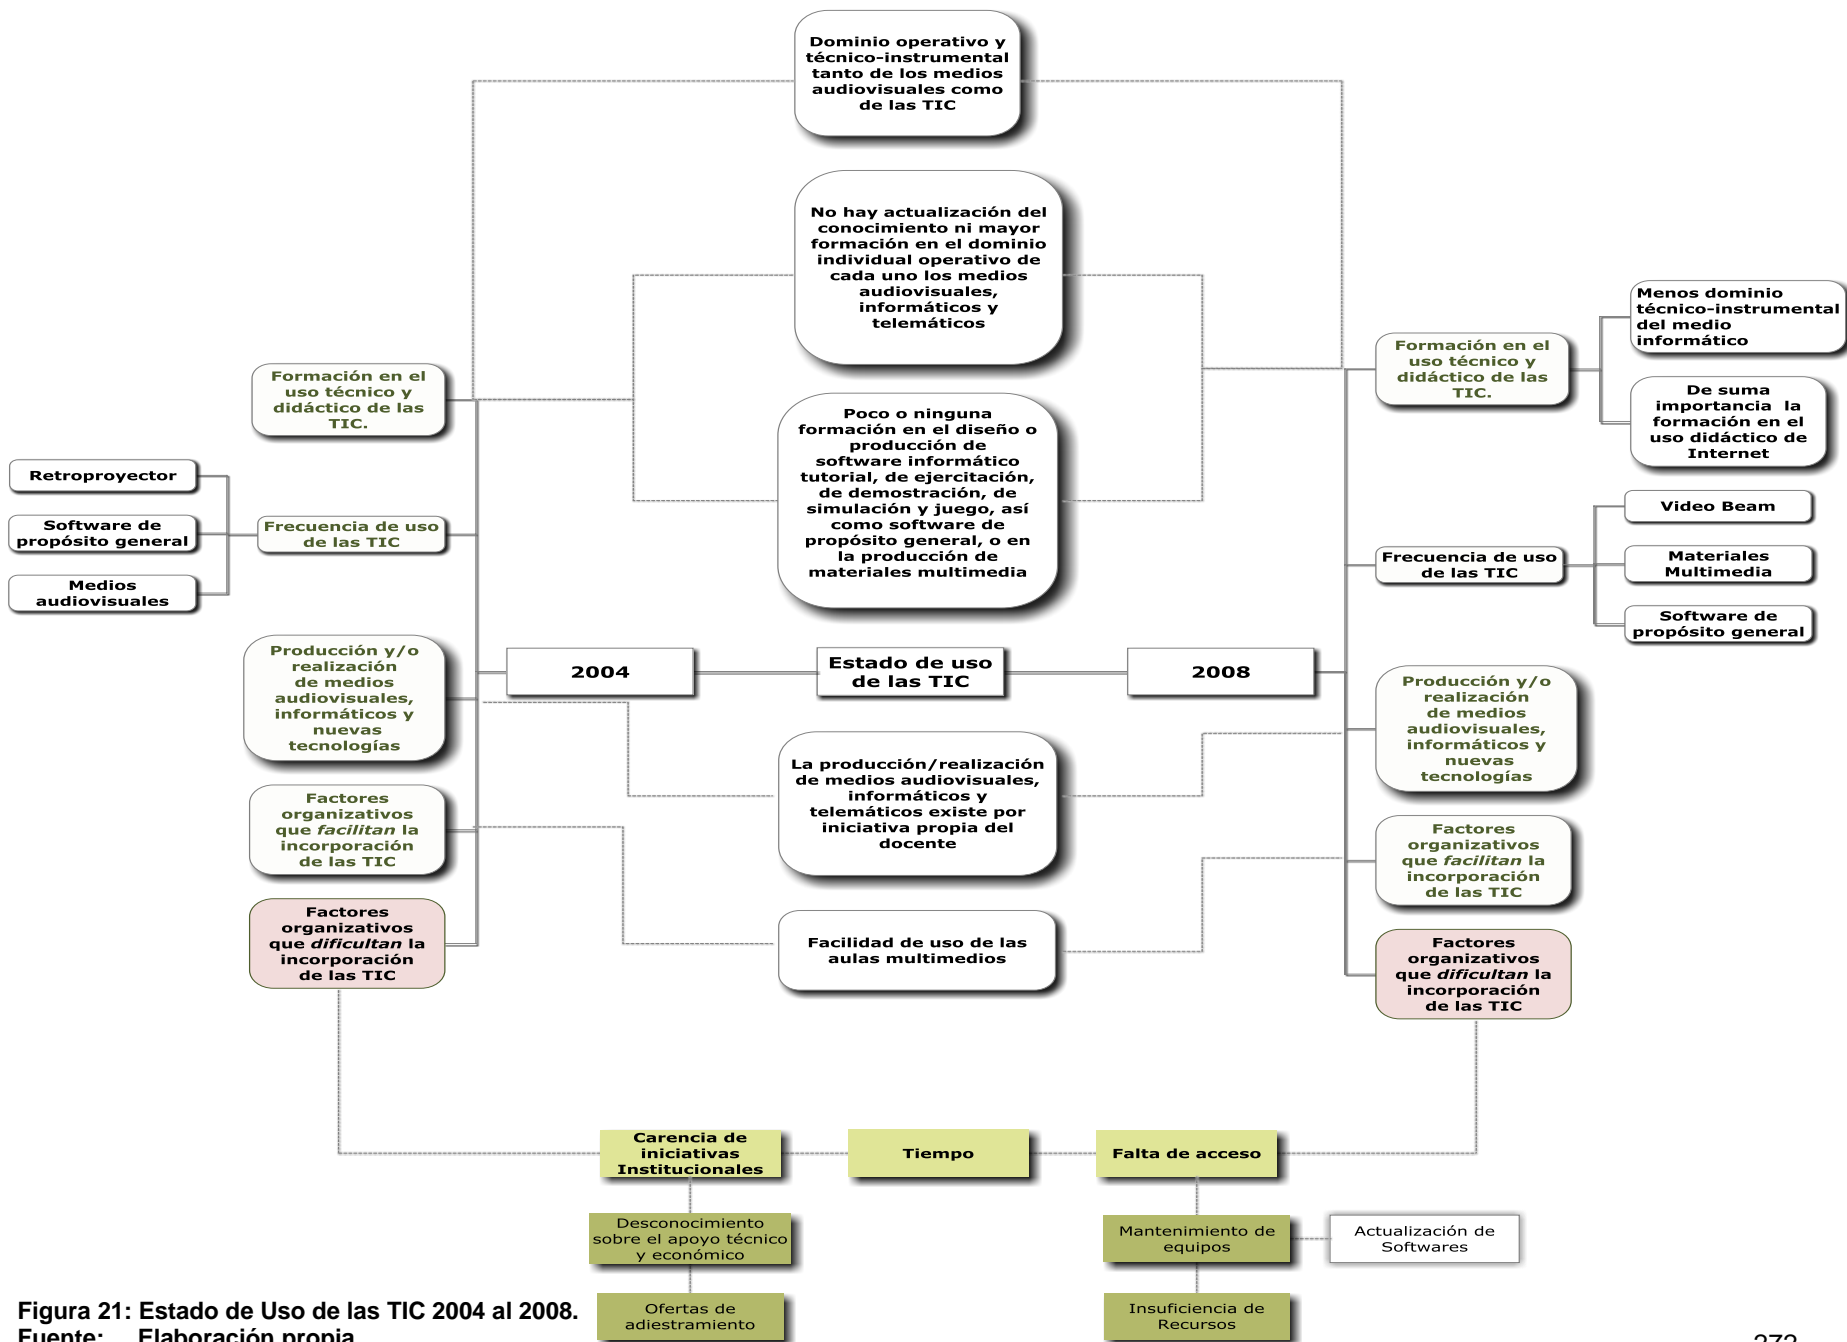 Dominio operativo y
técnico-instrumental
tanto de los medios
audiovisuales como
de las TIC
No hay actualización del
conocimiento ni mayor
formación en el dominio
individual operativo de
cada uno los medios
audiovisuales,
informáticos y
telemáticos
Poco o ninguna
formación en el diseño o
producción de
software informático
tutorial, de ejercitación,
de demostración, de
simulación y juego, así
como software de
propósito general, o en
la producción de
materiales multimedia
Formación en el
uso técnico y
didáctico de las
TIC.
Retroproyector
Software de
propósito general
Medios
audiovisuales
Frecuencia de uso
de las TIC
Producción y/o
realización
de medios
audiovisuales,
informáticos y
nuevas
tecnologías
Factores
organizativos
que facilitan la
incorporación
de las TIC
Factores
organizativos
que dificultan la
incorporación
de las TIC
2004
Estado de uso
de las TIC
2008
La producción/realización
de medios audiovisuales,
informáticos y
telemáticos existe por
iniciativa propia del
docente
Facilidad de uso de las
aulas multimedios
Formación en el
uso técnico y
didáctico de las
TIC.
Menos dominio
técnico-instrumental
del medio
informático
De suma
importancia la
formación en el
uso didáctico de
Internet
Frecuencia de uso
de las TIC
Video Beam
Materiales
Multimedia
Software de
propósito general
Producción y/o
realización
de medios
audiovisuales,
informáticos y
nuevas
tecnologías
Factores
organizativos
que facilitan la
incorporación
de las TIC
Factores
organizativos
que dificultan la
incorporación
de las TIC
Carencia de
iniciativas
Institucionales
Tiempo
Falta de acceso
Desconocimiento
sobre el apoyo técnico
y económico
Mantenimiento de
equipos
Actualización de
Softwares
Ofertas de
adiestramiento
Insuficiencia de
Recursos
Figura 21: Estado de Uso de las TIC 2004 al 2008.
Fuente: Elaboración propia
272